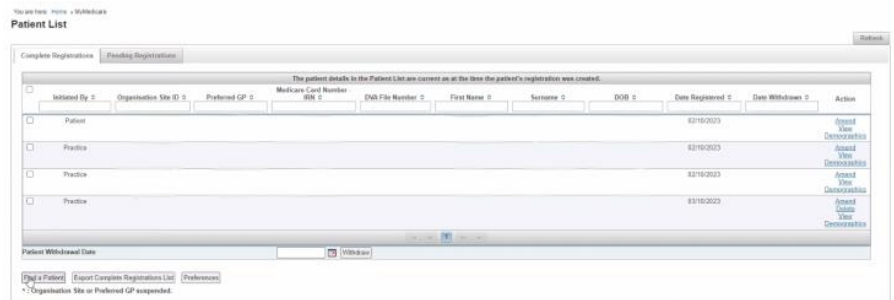 You are here: Home » MyMedicare
Patient List
Refresh
Complete Registrations Pending Registrations
The patient details in the Patient List are current as at the time the patient's registration was created.
Initiated By Organisation Site ID Preferred GP Medicare Card Number IRN DVA File Number First Name Surname DOB Date Registered Date Withdrawn Action
Patient 02/10/2023 Amend
View
Demographics
Practice 02/10/2023 Amend
View
Demographics
Practice 02/10/2023 Amend
View
Demographics
Practice 03/10/2023 Amend
Delete
View
Demographics
1
Patient Withdrawal Date Withdraw
Find a Patient Export Complete Registrations List Preferences
* : Organisation Site or Preferred GP suspended.